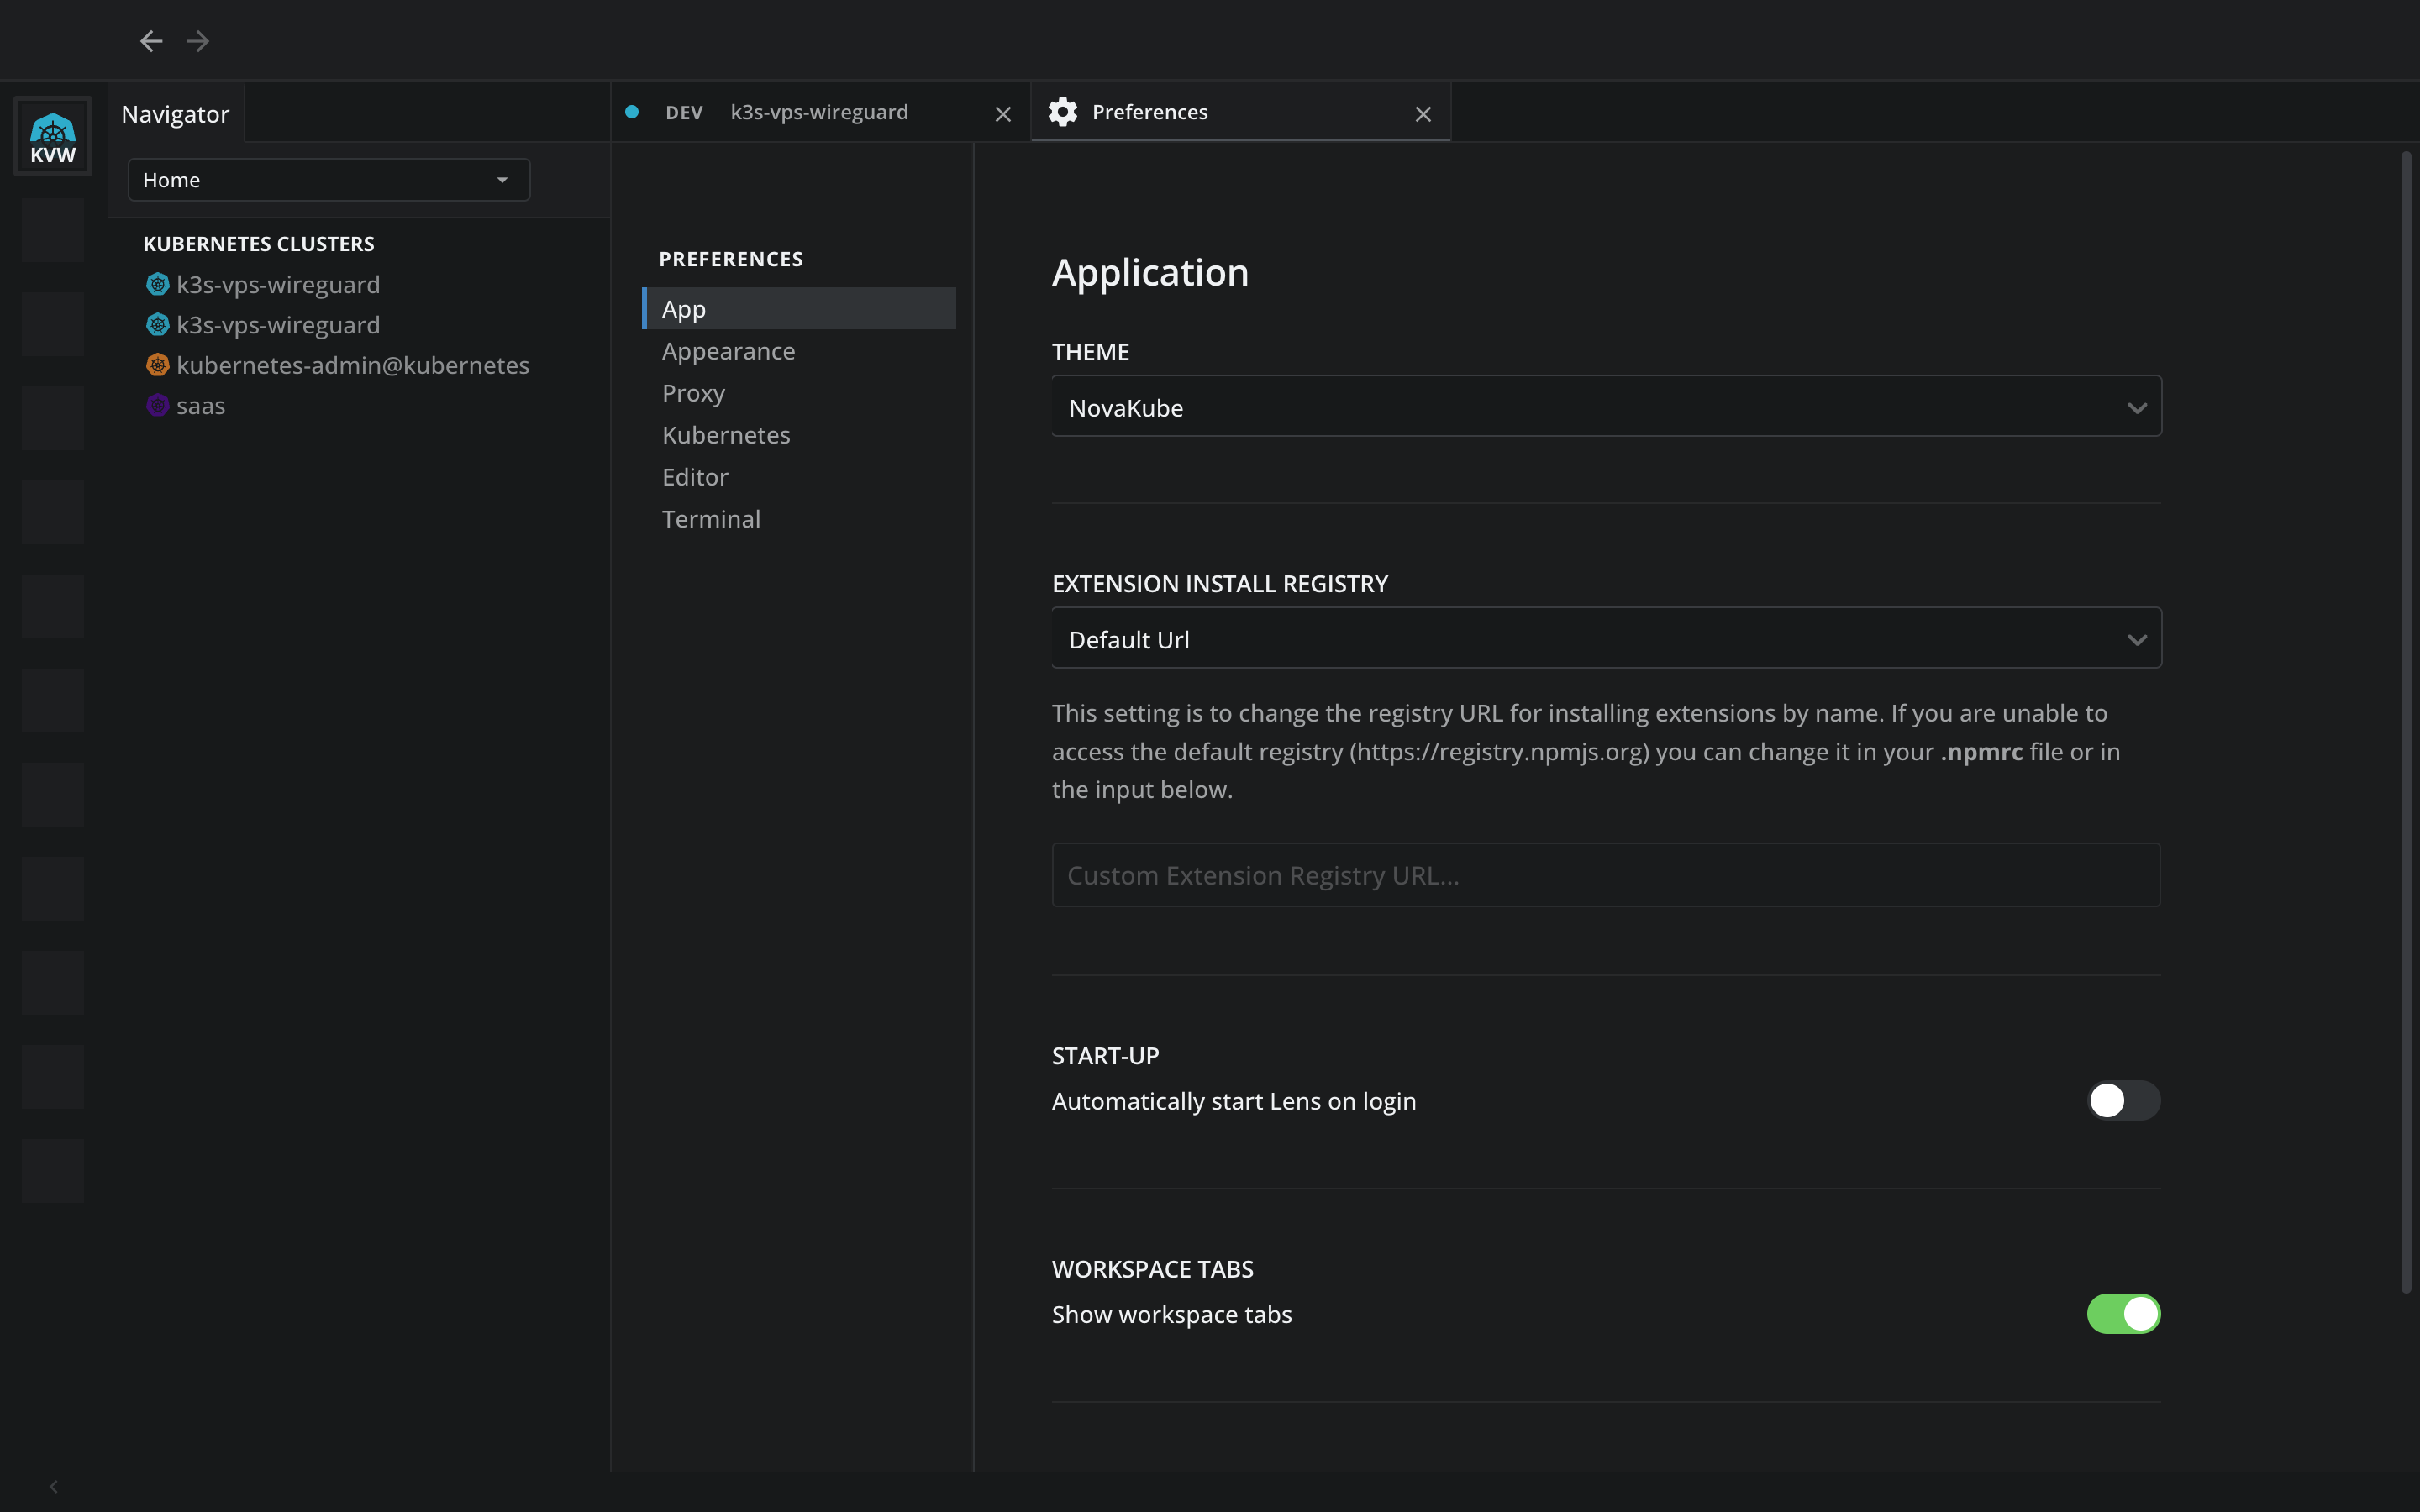 KVW
Navigator
Home
KUBERNETES CLUSTERS
k3s-vps-wireguard
k3s-vps-wireguard
kubernetes-admin@kubernetes
saas
DEV k3s-vps-wireguard
Preferences
PREFERENCES
App
Appearance
Proxy
Kubernetes
Editor
Terminal
Application
THEME
NovaKube
EXTENSION INSTALL REGISTRY
Default Url
This setting is to change the registry URL for installing extensions by name. If you are unable to
access the default registry (https://registry.npmjs.org) you can change it in your .npmrc file or in
the input below.
Custom Extension Registry URL...
START-UP
Automatically start Lens on login
WORKSPACE TABS
Show workspace tabs